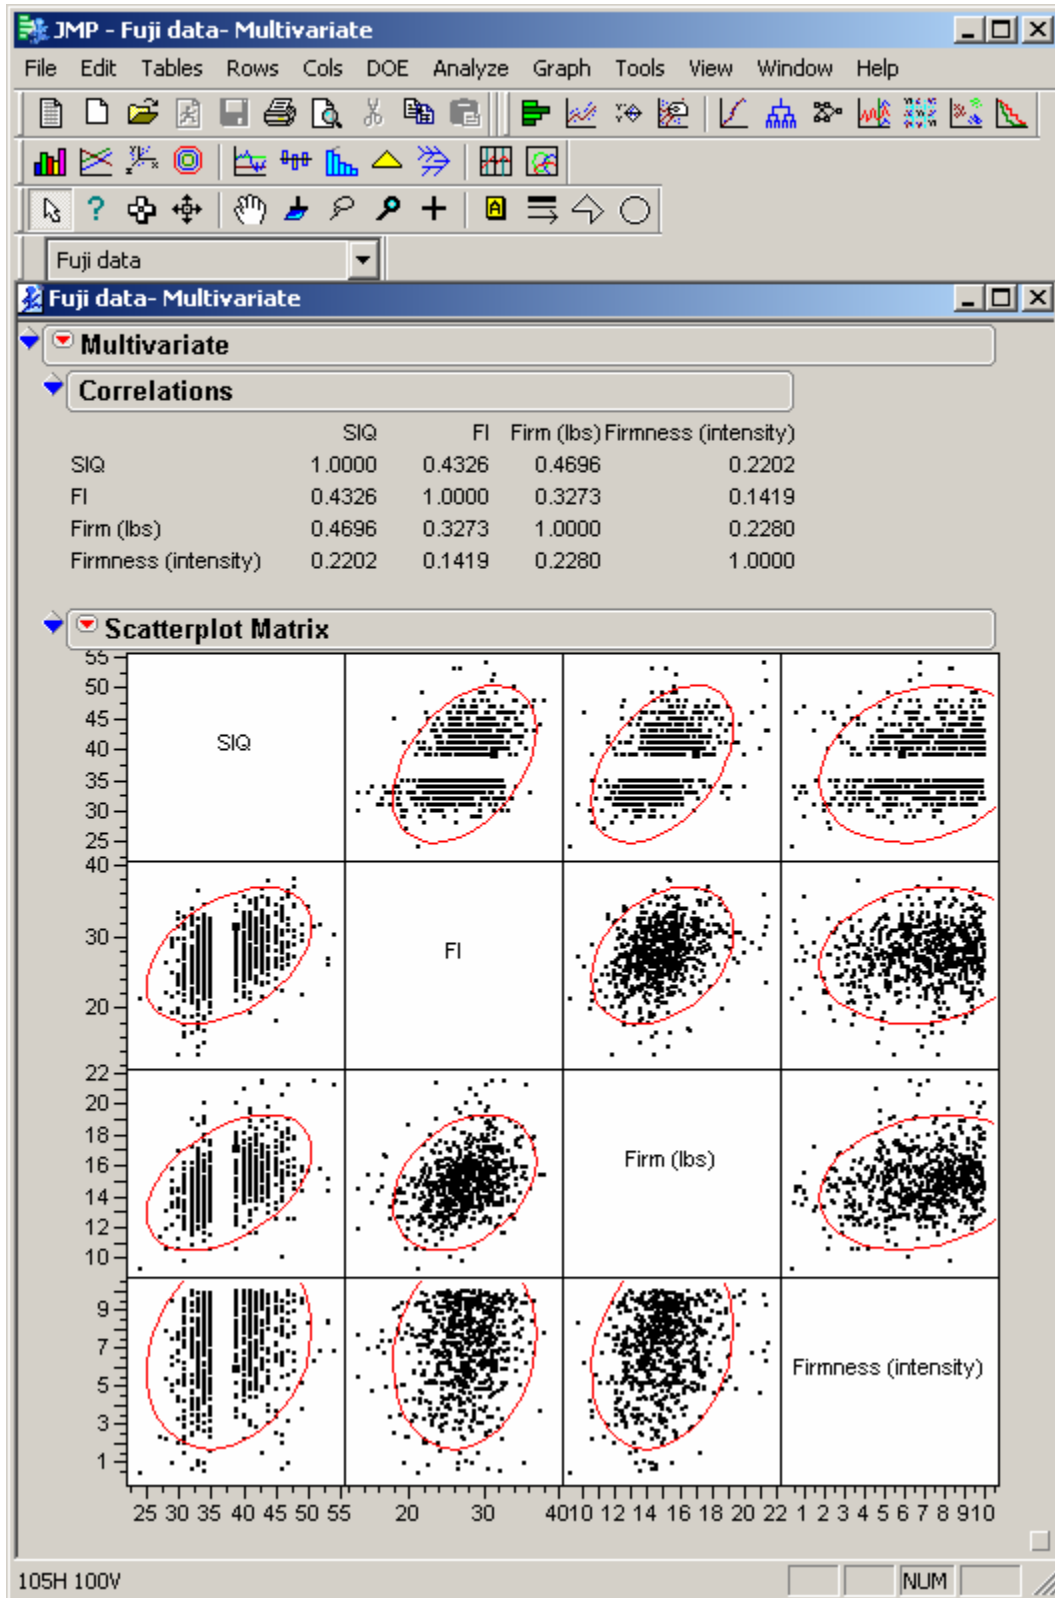 JMP - Fuji data- Multivariate
File Edit Tables Rows Cols DOE Analyze Graph Tools View Window Help
Fuji data
Fuji data- Multivariate
Multivariate
Correlations
SIQ FI Firm (lbs) Firmness (intensity)
SIQ 1.0000 0.4326 0.4696 0.2202
FI 0.4326 1.0000 0.3273 0.1419
Firm (lbs) 0.4696 0.3273 1.0000 0.2280
Firmness (intensity) 0.2202 0.1419 0.2280 1.0000
Scatterplot Matrix
55
50
45
40
35
30
25
SIQ
40
30
20
FI
22
20
18
16
14
12
10
Firm (lbs)
9
7
5
3
1
Firmness (intensity)
25 30 35 40 45 50 55 20 30 40 10 12 14 16 18 20 22 1 2 3 4 5 6 7 8 9 10
105H 100V NUM